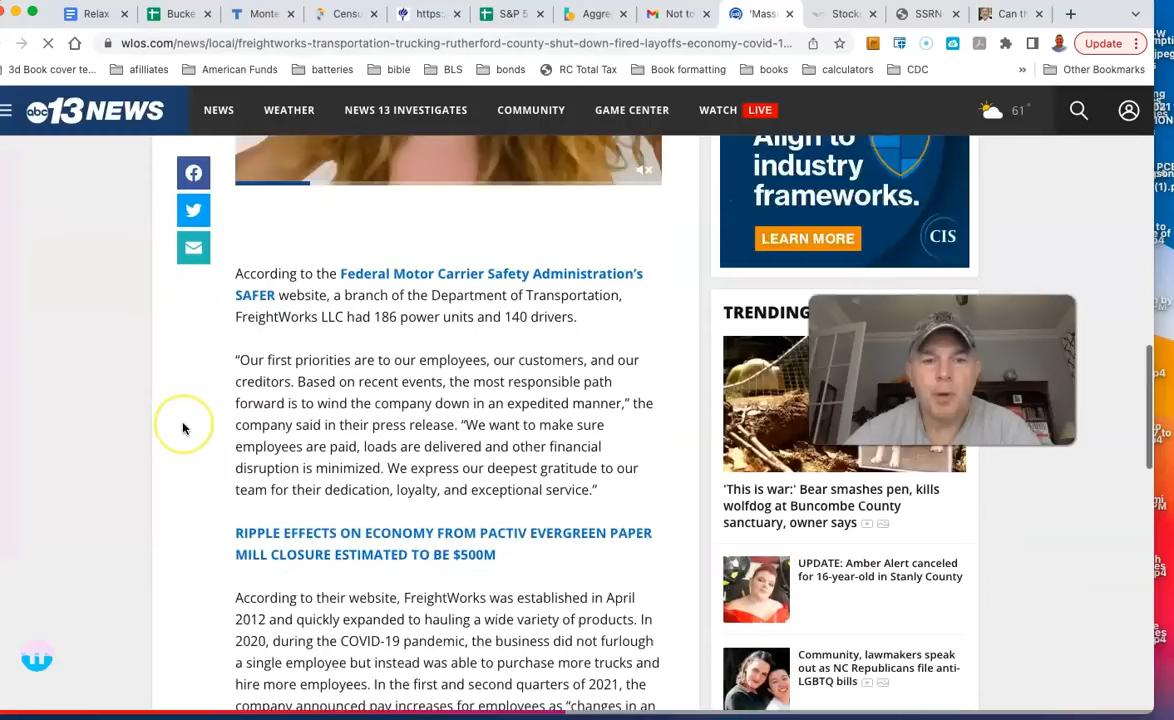 Relax
Bucke
Monte
Censu
https:
S&P 5
Aggre
Not to
'Mass
Stocks
SSRN
Can th
wlos.com/news/local/freightworks-transportation-trucking-rutherford-county-shut-down-fired-layoffs-economy-covid-1...
Update
3d Book cover te...
afilliates
American Funds
batteries
bible
BLS
bonds
RC Total Tax
Book formatting
books
calculators
CDC
»
Other Bookmarks
abc 13 NEWS
NEWS
WEATHER
NEWS 13 INVESTIGATES
COMMUNITY
GAME CENTER
WATCH LIVE
61°
Align to
industry
frameworks.
LEARN MORE
CIS
According to the Federal Motor Carrier Safety Administration's
SAFER website, a branch of the Department of Transportation,
FreightWorks LLC had 186 power units and 140 drivers.
“Our first priorities are to our employees, our customers, and our
creditors. Based on recent events, the most responsible path
forward is to wind the company down in an expedited manner,” the
company said in their press release. “We want to make sure
employees are paid, loads are delivered and other financial
disruption is minimized. We express our deepest gratitude to our
team for their dedication, loyalty, and exceptional service.”
RIPPLE EFFECTS ON ECONOMY FROM PACTIV EVERGREEN PAPER
MILL CLOSURE ESTIMATED TO BE $500M
According to their website, FreightWorks was established in April
2012 and quickly expanded to hauling a wide variety of products. In
2020, during the COVID-19 pandemic, the business did not furlough
a single employee but instead was able to purchase more trucks and
hire more employees. In the first and second quarters of 2021, the
company announced pay increases for employees as “changes in an
TRENDING
'This is war:' Bear smashes pen, kills
wolfdog at Buncombe County
sanctuary, owner says
UPDATE: Amber Alert canceled
for 16-year-old in Stanly County
Community, lawmakers speak
out as NC Republicans file anti-
LGBTQ bills